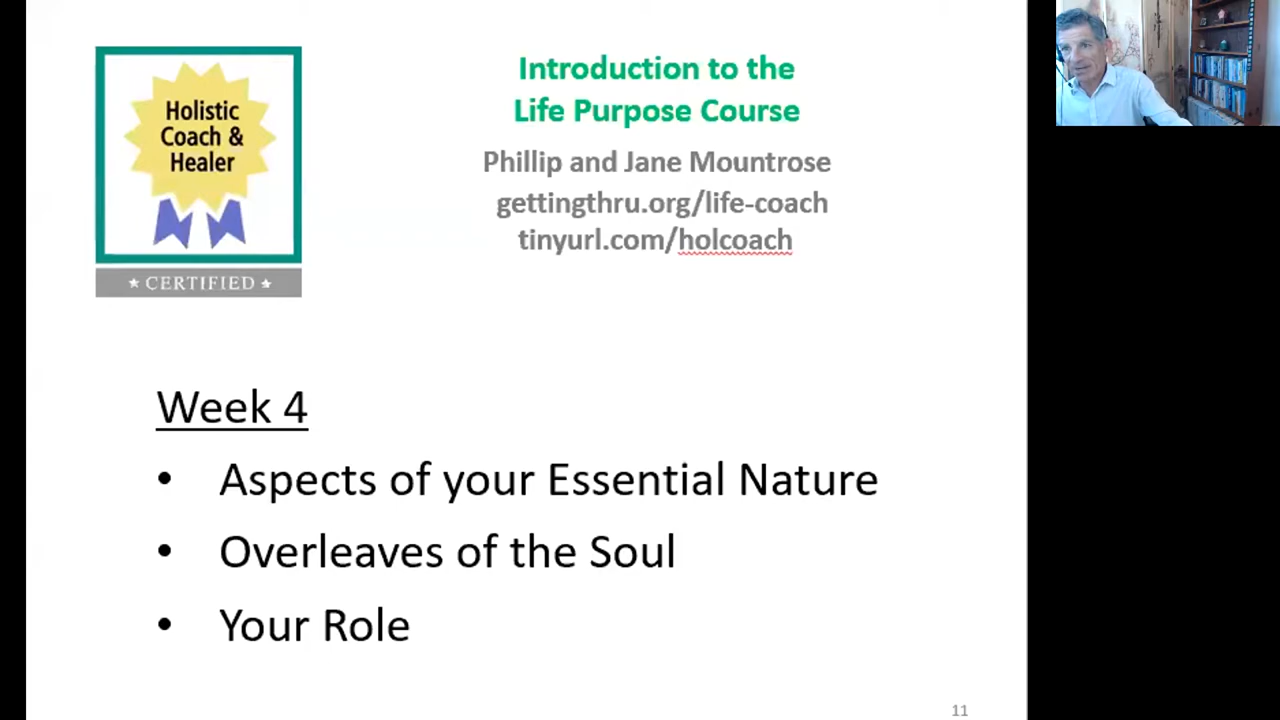 Holistic
Coach &
Healer
★ CERTIFIED ★
Introduction to the
Life Purpose Course
Phillip and Jane Mountrose
gettingthru.org/life-coach
tinyurl.com/holcoach
Week 4
• Aspects of your Essential Nature
• Overleaves of the Soul
• Your Role
11